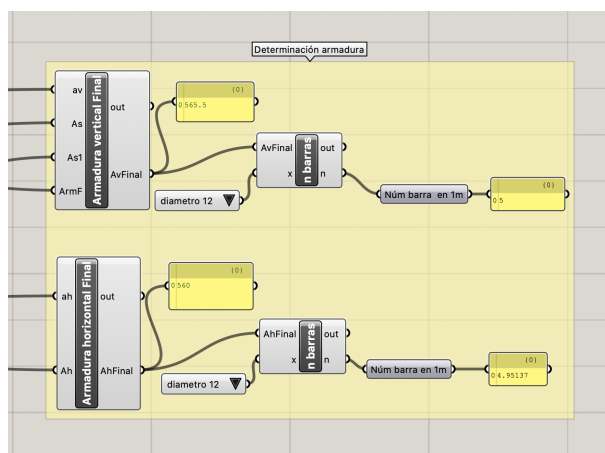 Determinación armadura
av
As
As1
ArmF
Armadura vertical Final
out
AvFinal
{0}
0 565.5
AvFinal
x
n barras
out
n
diametro 12
Núm barra en 1m
{0}
0 5
ah
Ah
Armadura horizontal Final
out
AhFinal
{0}
0 560
AhFinal
x
n barras
out
n
diametro 12
Núm barra en 1m
{0}
0 4.95137